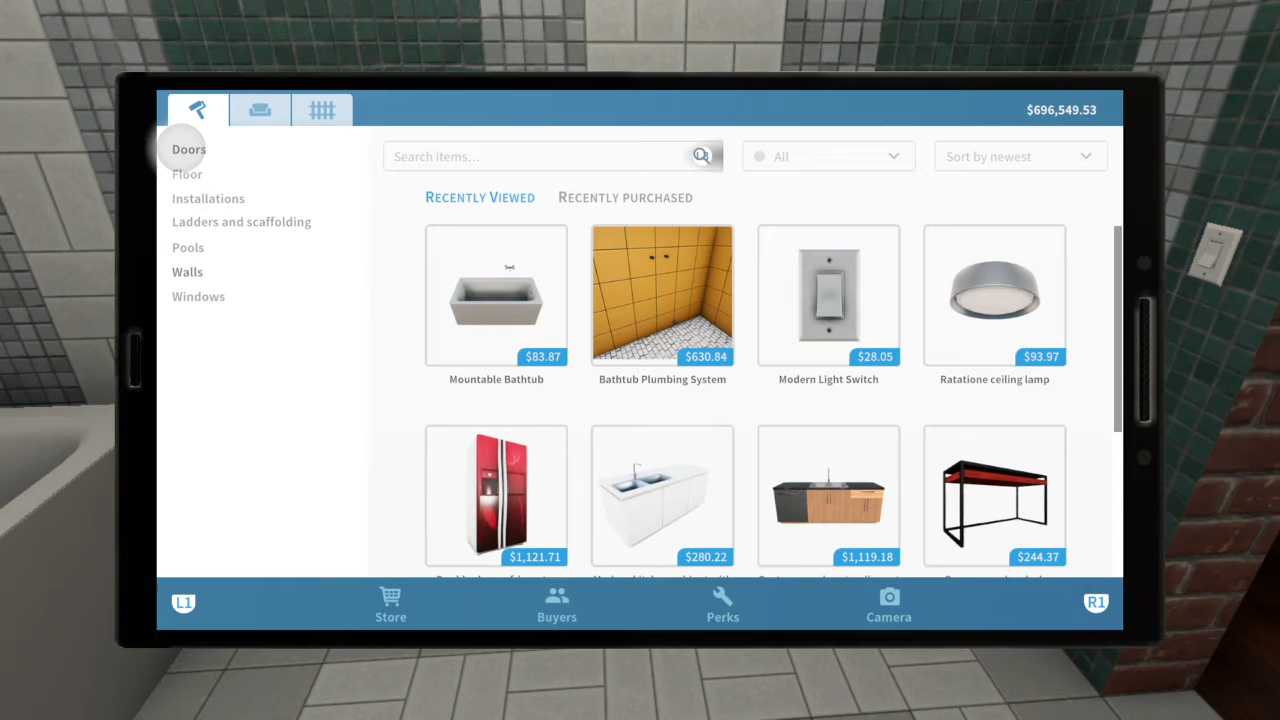 $696,549.53
Doors
Floor
Installations
Ladders and scaffolding
Pools
Walls
Windows
Search items...
All
Sort by newest
RECENTLY VIEWED
RECENTLY PURCHASED
$83.87
$630.84
$28.05
$93.97
Mountable Bathtub
Bathtub Plumbing System
Modern Light Switch
Ratatione ceiling lamp
$1,121.71
$280.22
$1,119.18
$244.37
L1
Store
Buyers
Perks
Camera
R1